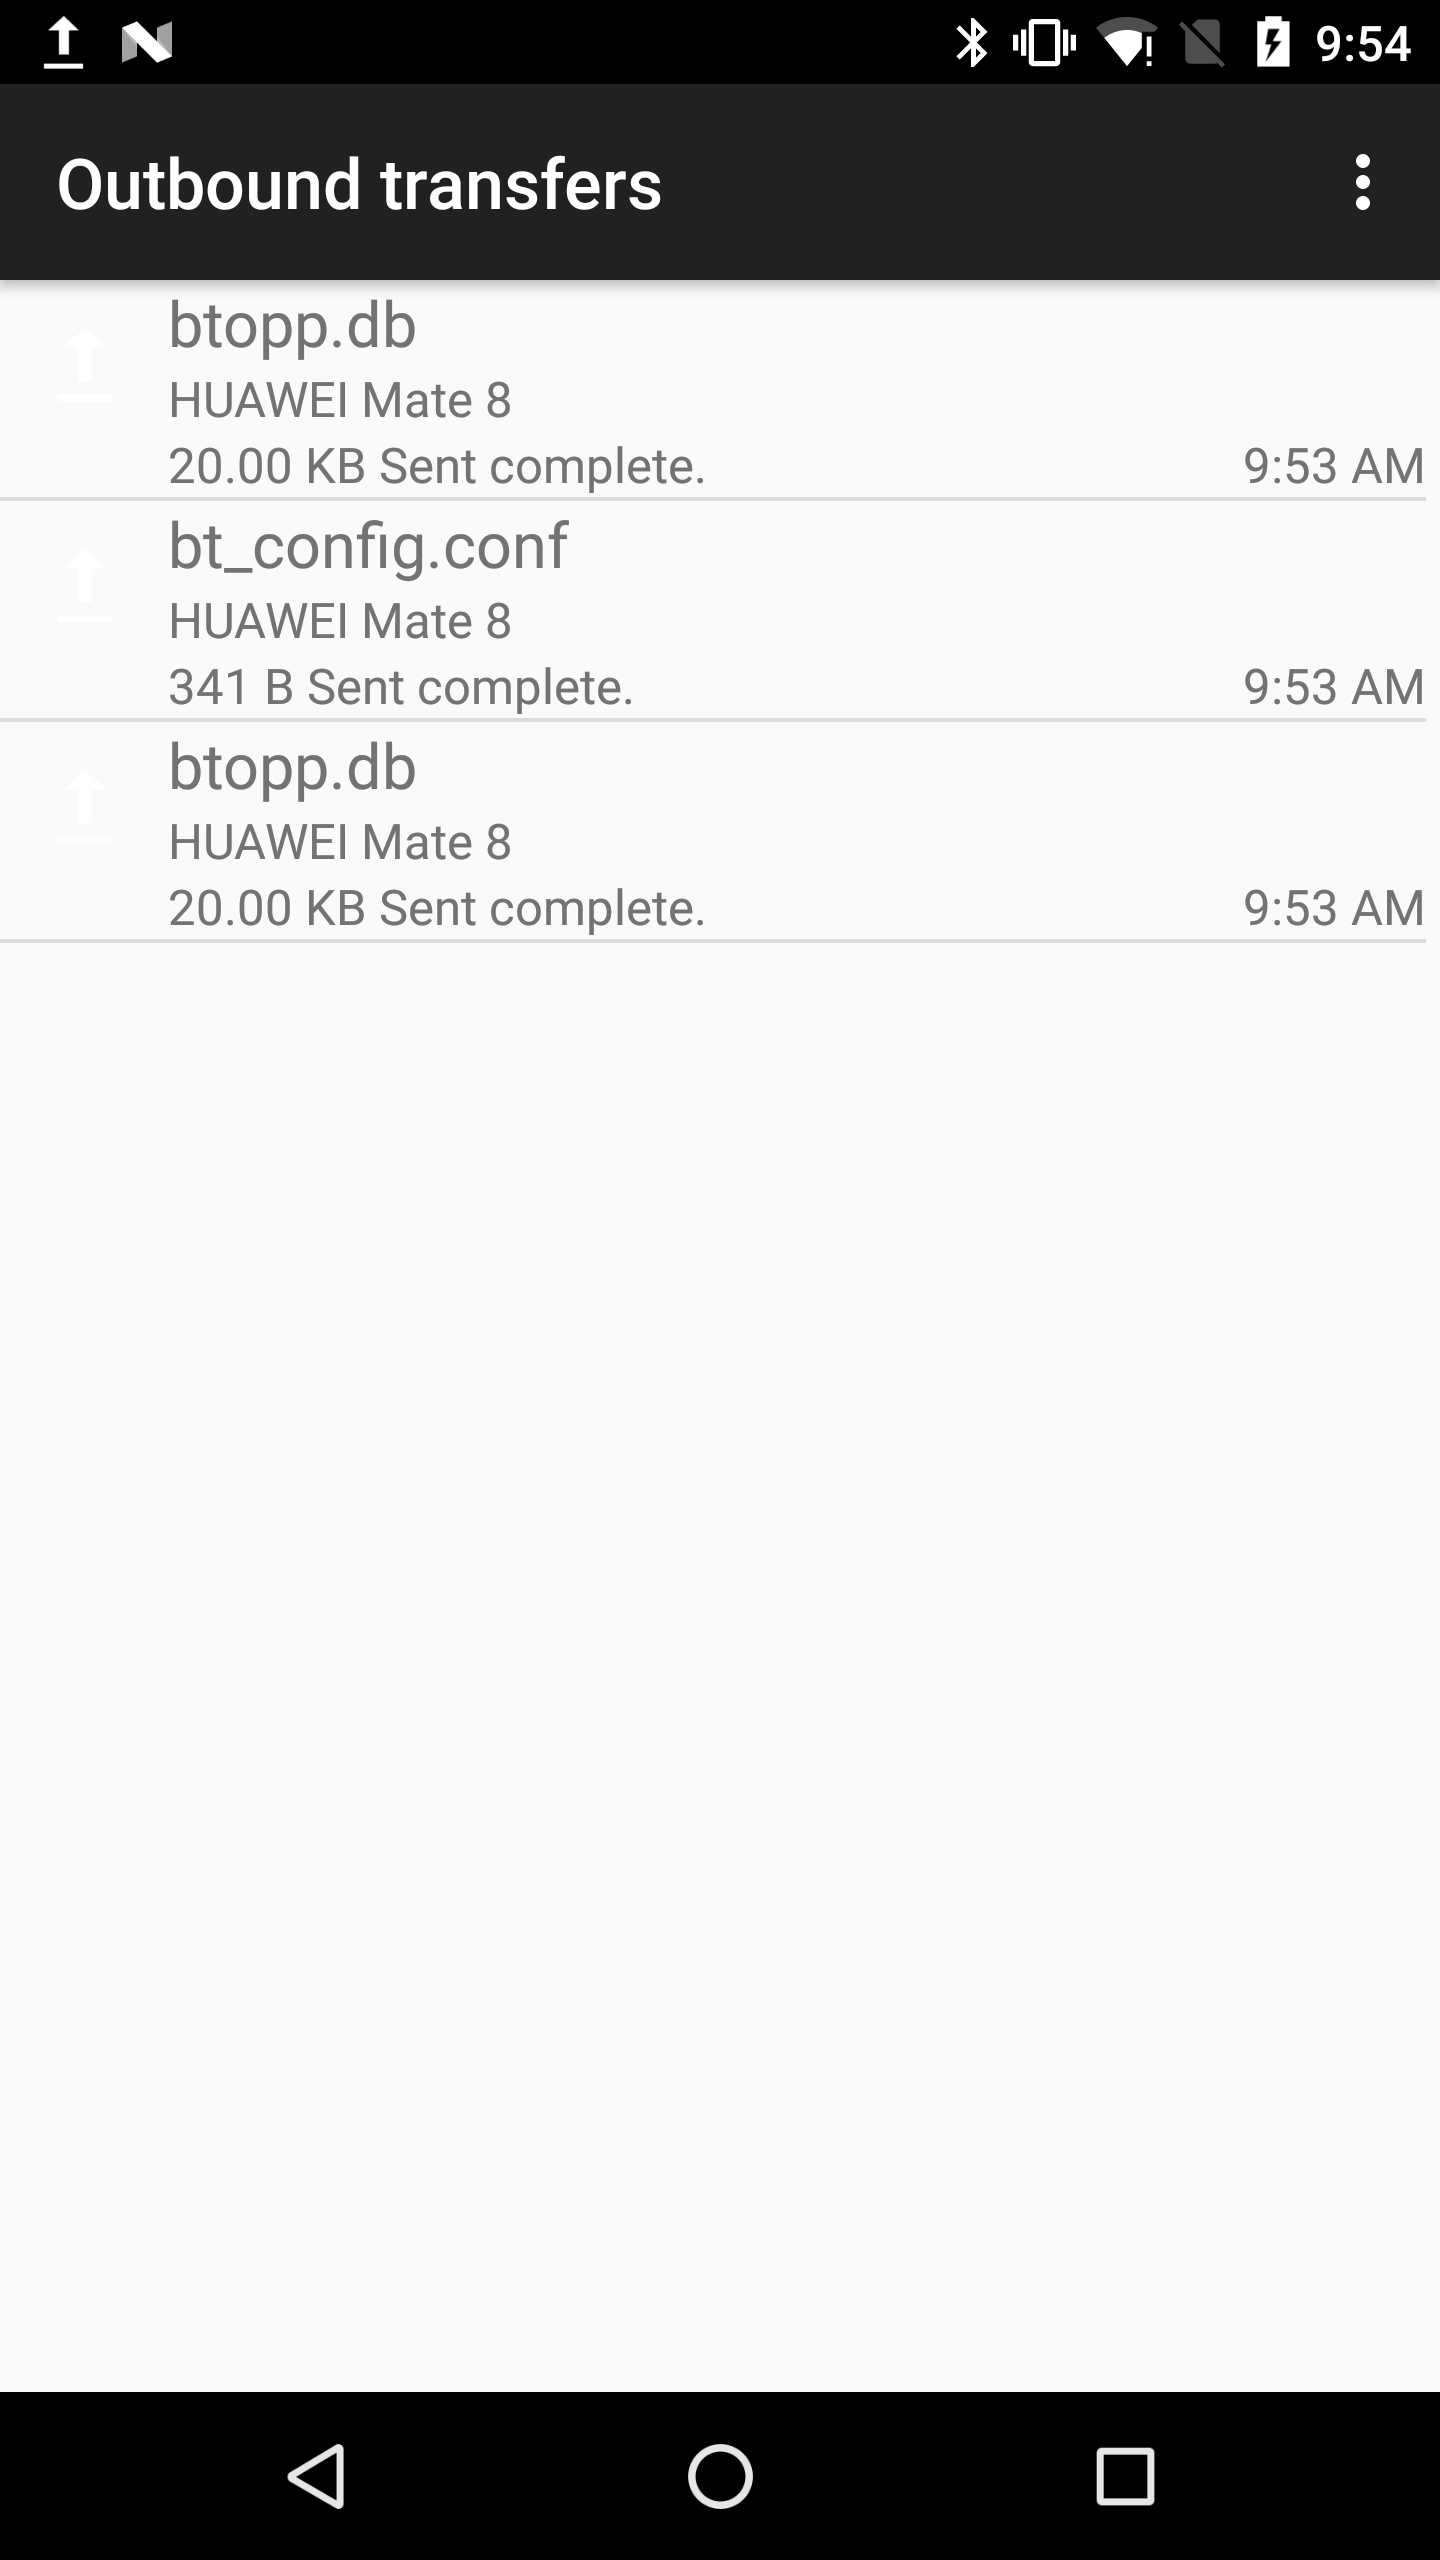 9:54
Outbound transfers
btopp.db
HUAWEI Mate 8
20.00 KB Sent complete. 9:53 AM
bt_config.conf
HUAWEI Mate 8
341 B Sent complete. 9:53 AM
btopp.db
HUAWEI Mate 8
20.00 KB Sent complete. 9:53 AM